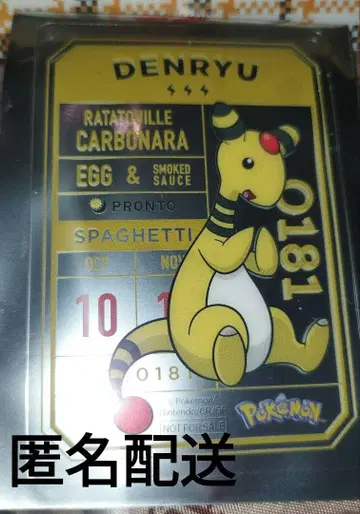 DENRYU
RATATOUILLE
CARBONARA
EGG & SMOKED SAUCE
PRONTO
SPAGHETTI
OCT NOV
10 1
0181
0181
Pokémon
NOT FOR SALE
POKÉMON
匿名配送